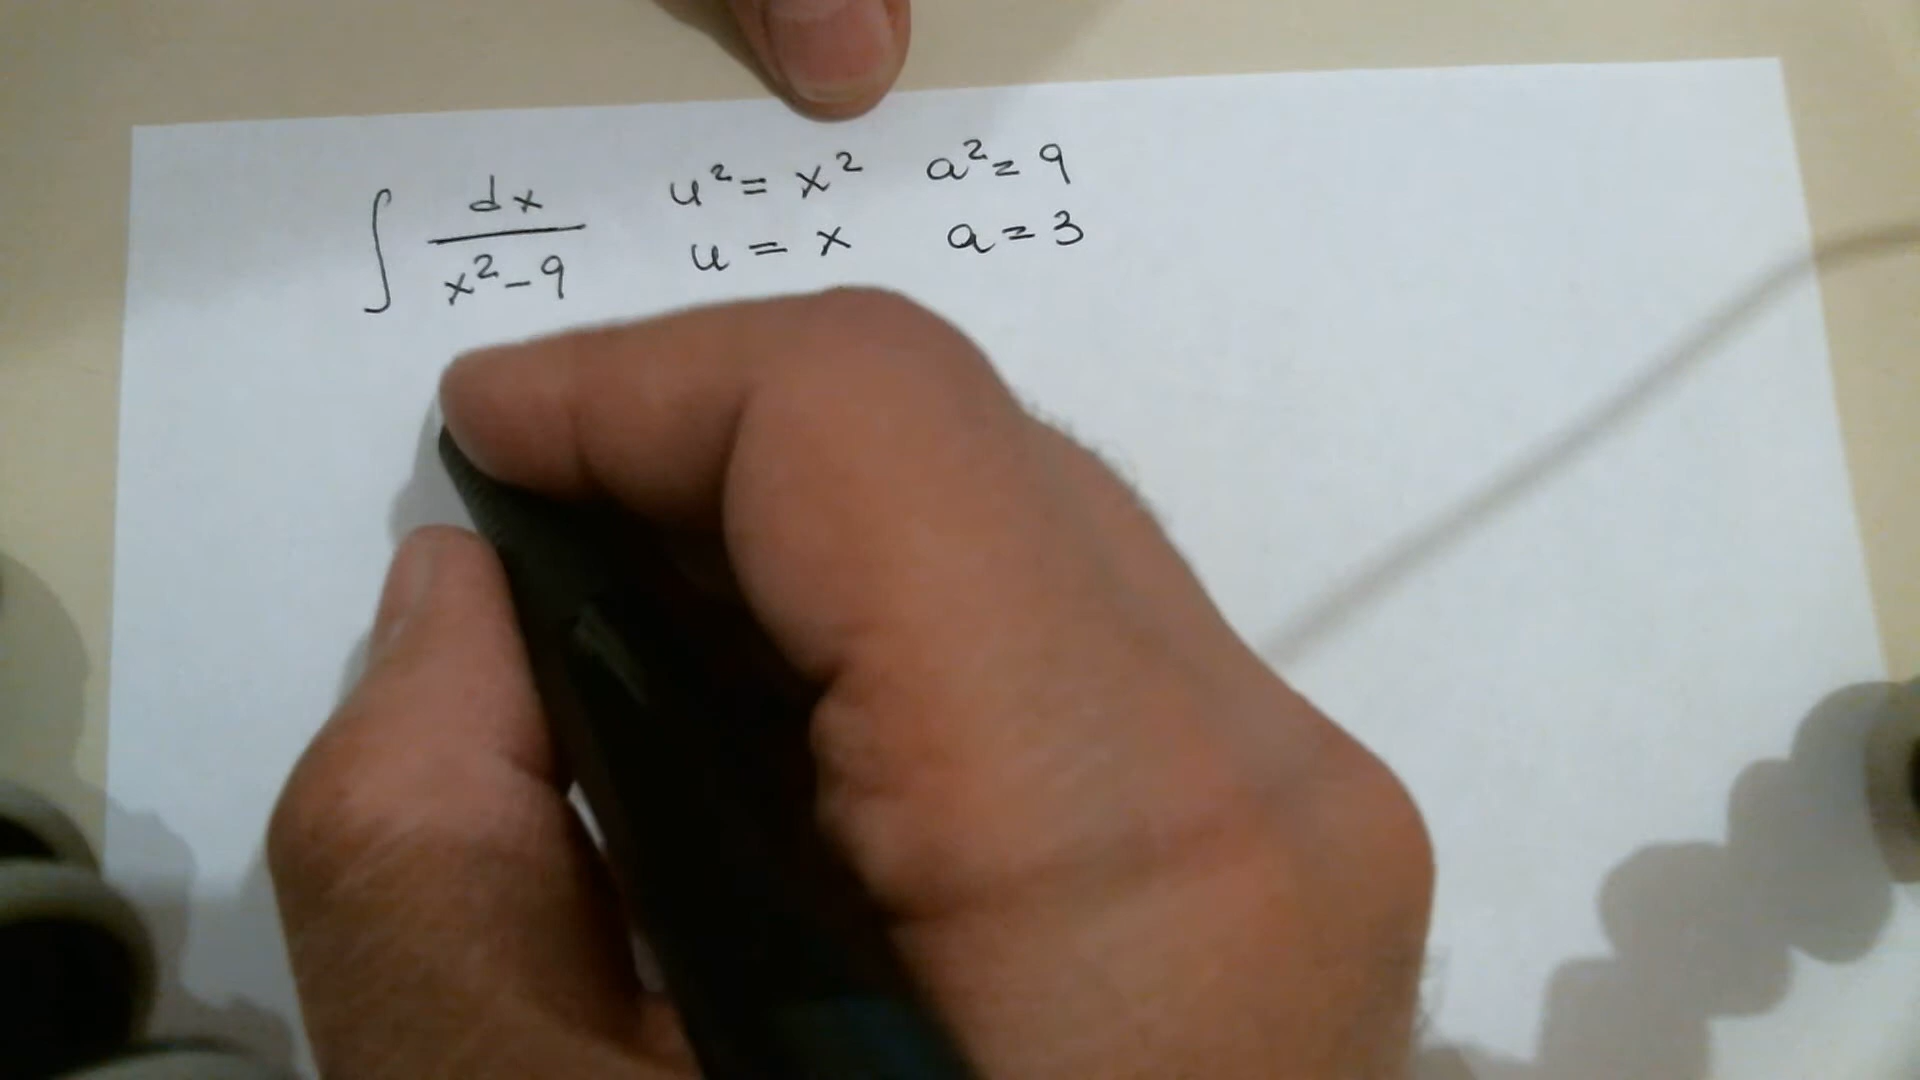 ∫ dx / x² - 9   u² = x²   a² = 9
u = x   a = 3